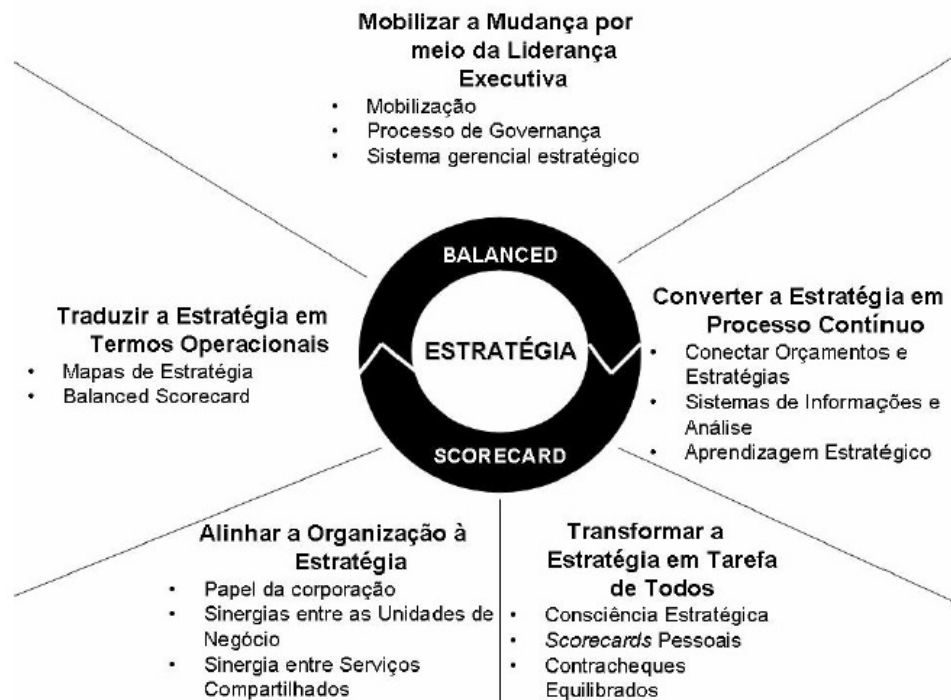 Mobilizar a Mudança por
meio da Liderança
Executiva
• Mobilização
• Processo de Governança
• Sistema gerencial estratégico
BALANCED
ESTRATÉGIA
SCORECARD
Traduzir a Estratégia em
Termos Operacionais
• Mapas de Estratégia
• Balanced Scorecard
Converter a Estratégia em
Processo Contínuo
• Conectar Orçamentos e
Estratégias
• Sistemas de Informações e
Análise
• Aprendizagem Estratégico
Alinhar a Organização à
Estratégia
• Papel da corporação
• Sinergias entre as Unidades de
Negócio
• Sinergia entre Serviços
Compartilhados
Transformar a
Estratégia em Tarefa
de Todos
• Consciência Estratégica
• Scorecards Pessoais
• Contracheques
Equilibrados